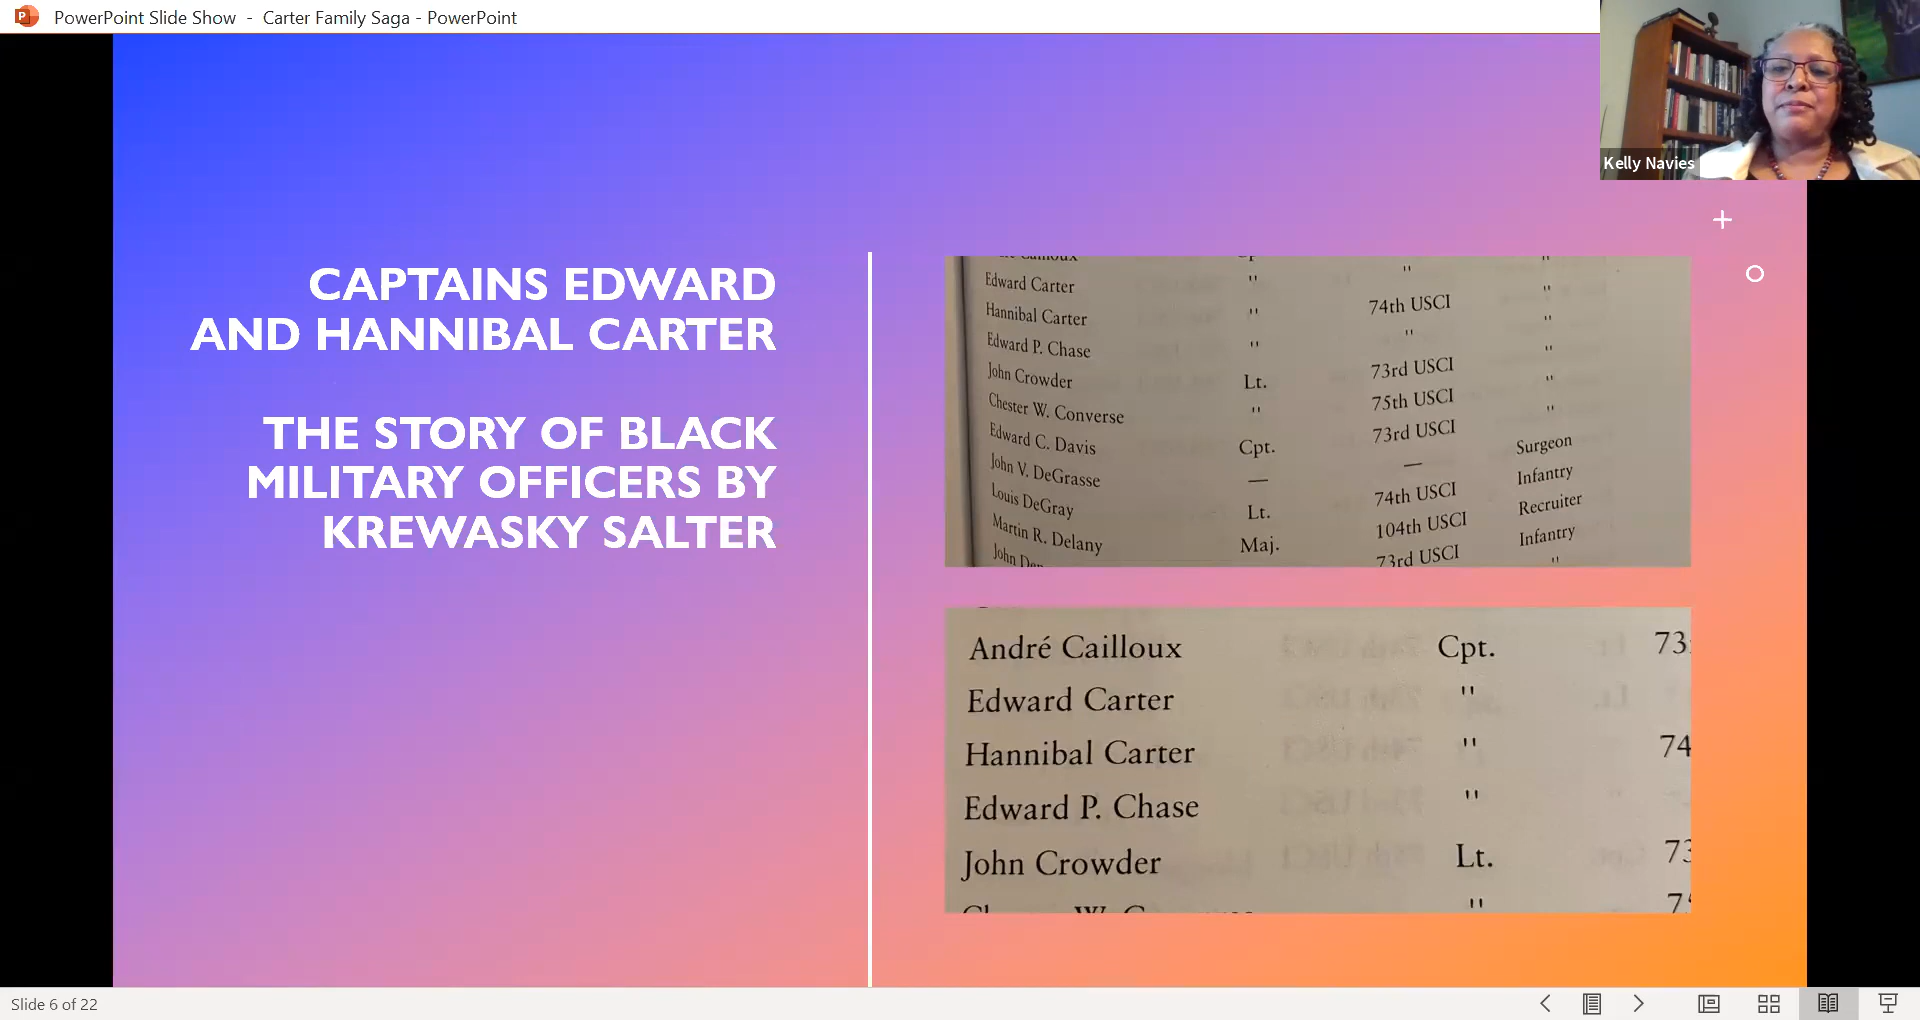 PowerPoint Slide Show - Carter Family Saga - PowerPoint
Kelly Navies
CAPTAINS EDWARD
AND HANNIBAL CARTER
THE STORY OF BLACK
MILITARY OFFICERS BY
KREWASKY SALTER
Edward Carter " "
Hannibal Carter " 74th USCI "
Edward P. Chase " " "
John Crowder Lt. 73rd USCI "
Chester W. Converse " 75th USCI "
Edward C. Davis Cpt. 73rd USCI "
John V. DeGrasse — — Surgeon
Louis DeGray Lt. 74th USCI Infantry
Martin R. Delany Maj. 104th USCI Recruiter
John 73rd USCI Infantry
André Cailloux Cpt. 73
Edward Carter "
Hannibal Carter " 74
Edward P. Chase "
John Crowder Lt. 73
"
Slide 6 of 22